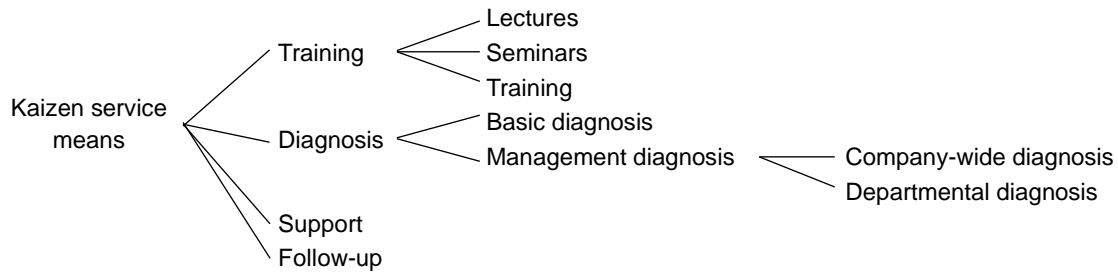 Kaizen service
means
Training
Lectures
Seminars
Training
Diagnosis
Basic diagnosis
Management diagnosis
Company-wide diagnosis
Departmental diagnosis
Support
Follow-up